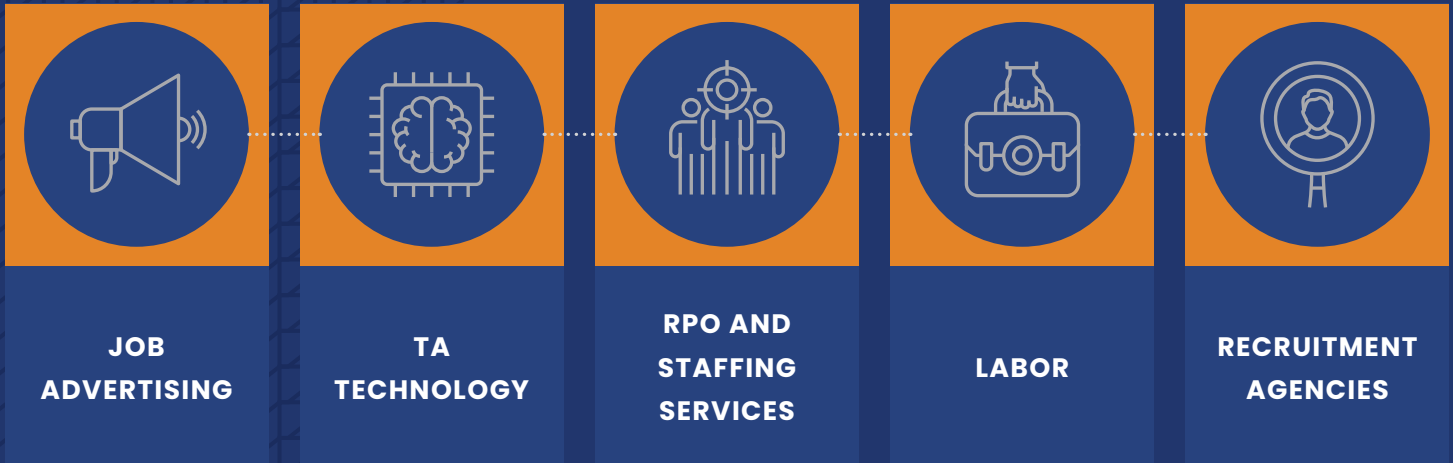 JOB
ADVERTISING
TA
TECHNOLOGY
RPO AND
STAFFING
SERVICES
LABOR
RECRUITMENT
AGENCIES